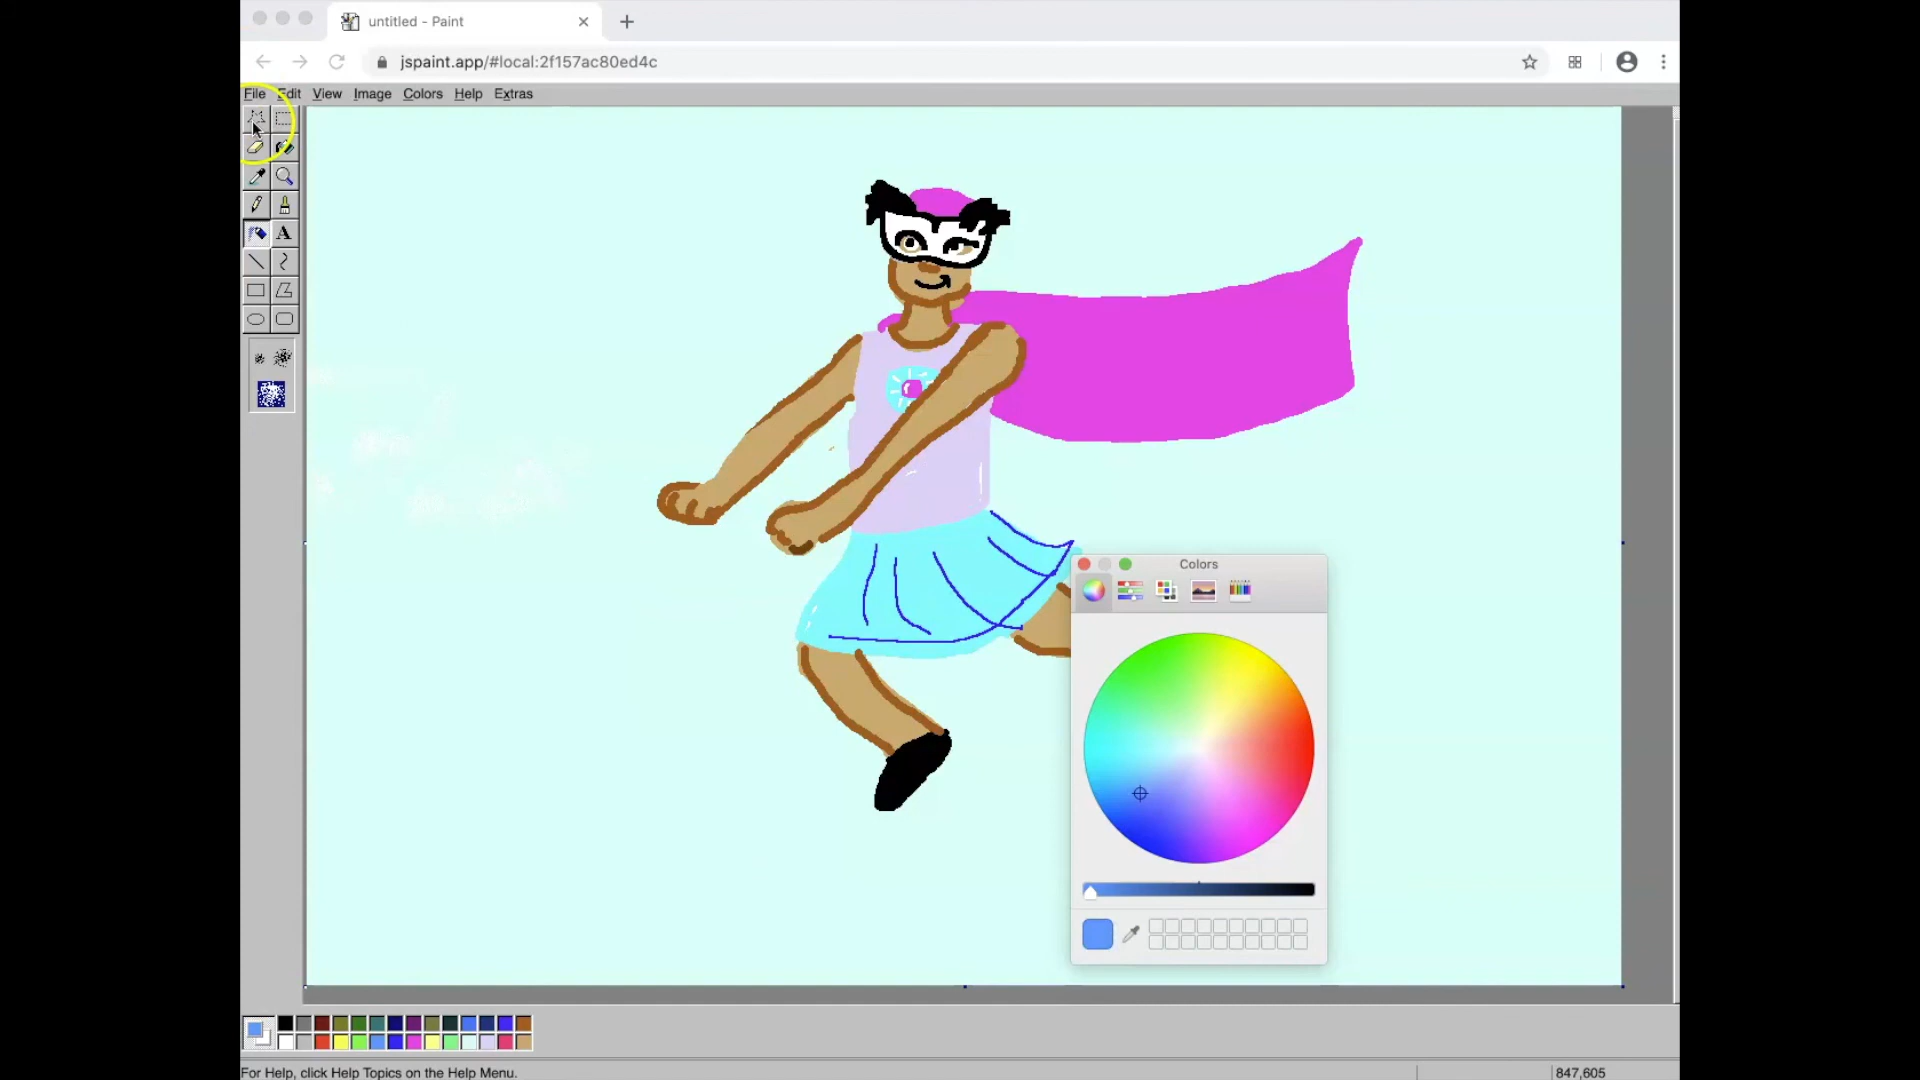 untitled - Paint
jspaint.app/#local:2f157ac80ed4c
File Edit View Image Colors Help Extras
A
Colors
For Help, click Help Topics on the Help Menu.
847,605